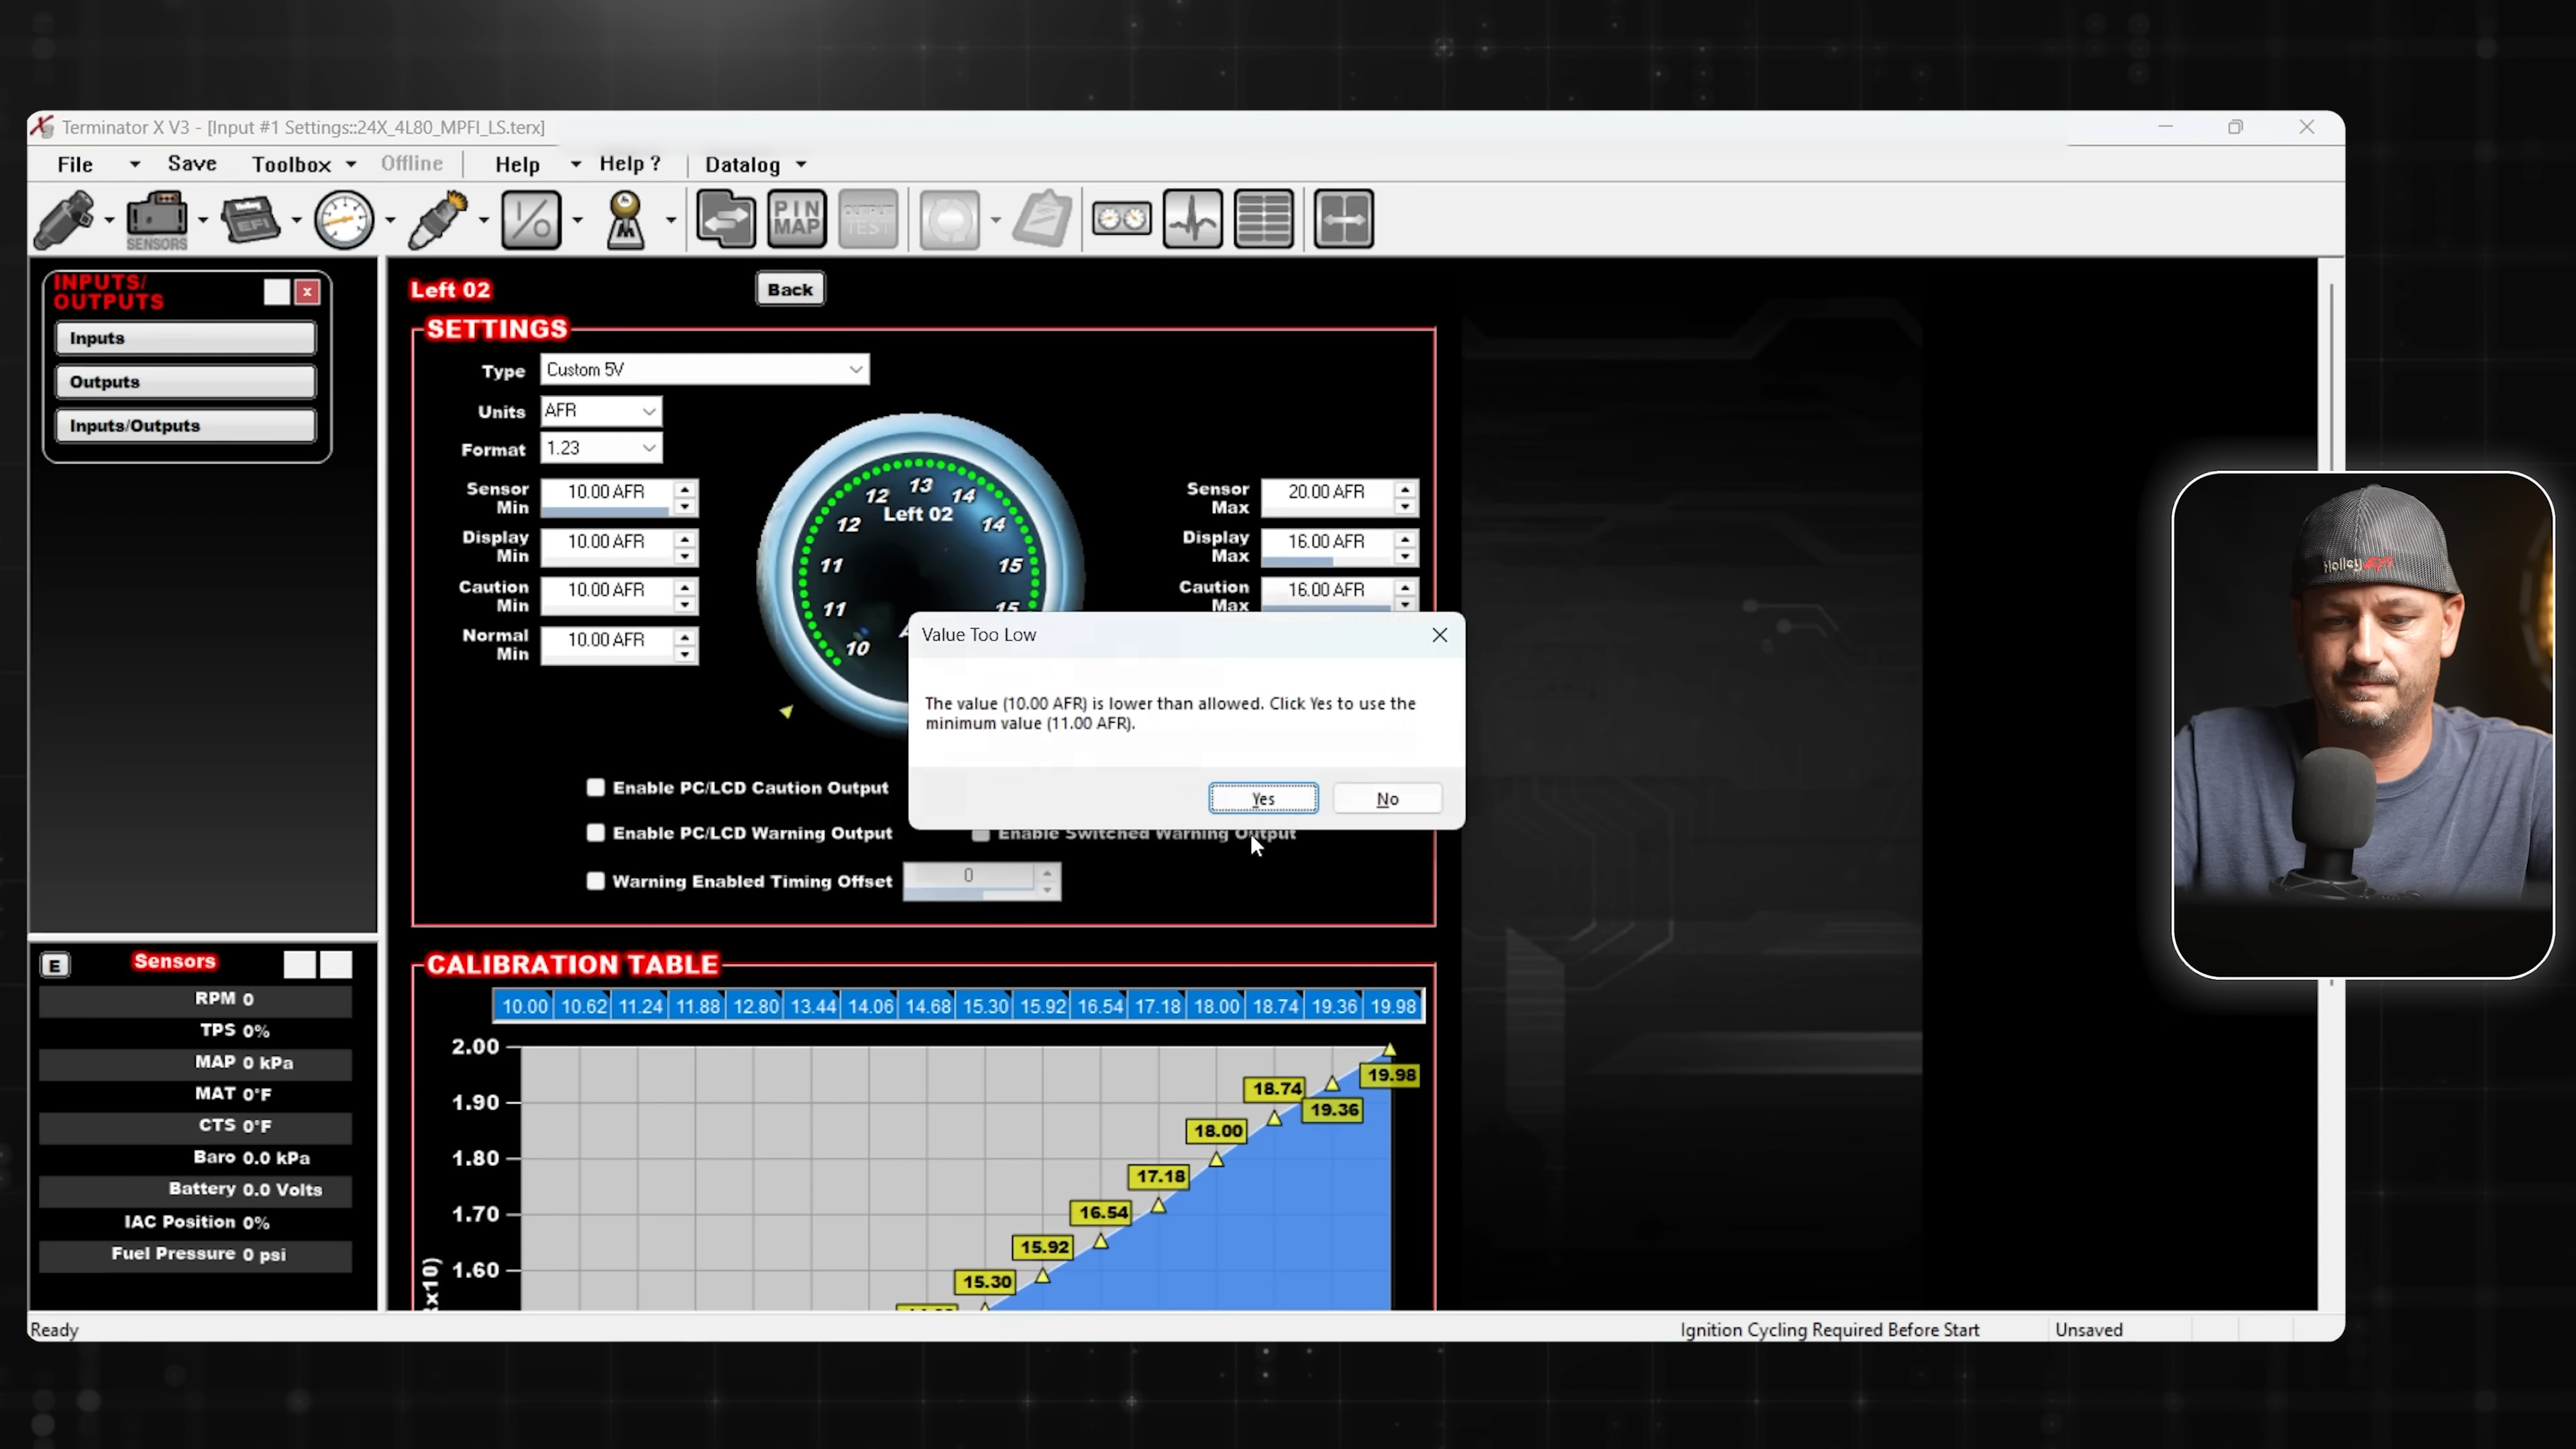 Terminator X V3 - [Input #1 Settings::24X_4L80_MPFI_LS.terx]
File Save Toolbox Offline Help Help ? Datalog
SENSORS
EFI
I/O
PIN MAP
OUTPUT TEST
INPUTS/
OUTPUTS
x
Inputs
Outputs
Inputs/Outputs
Left 02
Back
SETTINGS
Type Custom 5V
Units AFR
Format 1.23
Sensor Min 10.00 AFR
Display Min 10.00 AFR
Caution Min 10.00 AFR
Normal Min 10.00 AFR
10 11 11 12 12 13 14 14 15 15
Left 02
Sensor Max 20.00 AFR
Display Max 16.00 AFR
Caution Max 16.00 AFR
Value Too Low
The value (10.00 AFR) is lower than allowed. Click Yes to use the
minimum value (11.00 AFR).
Yes No
Enable PC/LCD Caution Output
Enable PC/LCD Warning Output Enable Switched Warning Output
Warning Enabled Timing Offset 0
CALIBRATION TABLE
10.00 10.62 11.24 11.88 12.80 13.44 14.06 14.68 15.30 15.92 16.54 17.18 18.00 18.74 19.36 19.98
2.00
1.90
1.80
1.70
1.60
19.98
18.74
19.36
18.00
17.18
16.54
15.92
15.30
E Sensors
RPM 0
TPS 0%
MAP 0 kPa
MAT 0°F
CTS 0°F
Baro 0.0 kPa
Battery 0.0 Volts
IAC Position 0%
Fuel Pressure 0 psi
Ready
Ignition Cycling Required Before Start Unsaved
Holley EFI